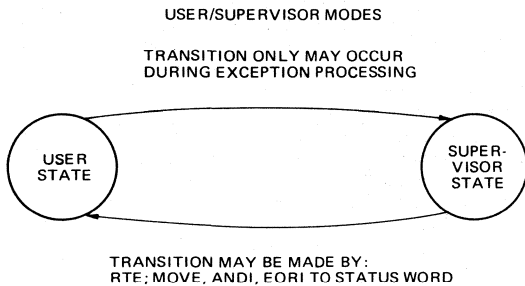 USER/SUPERVISOR MODES
TRANSITION ONLY MAY OCCUR
DURING EXCEPTION PROCESSING
USER
STATE
SUPER-
VISOR
STATE
TRANSITION MAY BE MADE BY:
RTE; MOVE, ANDI, EORI TO STATUS WORD